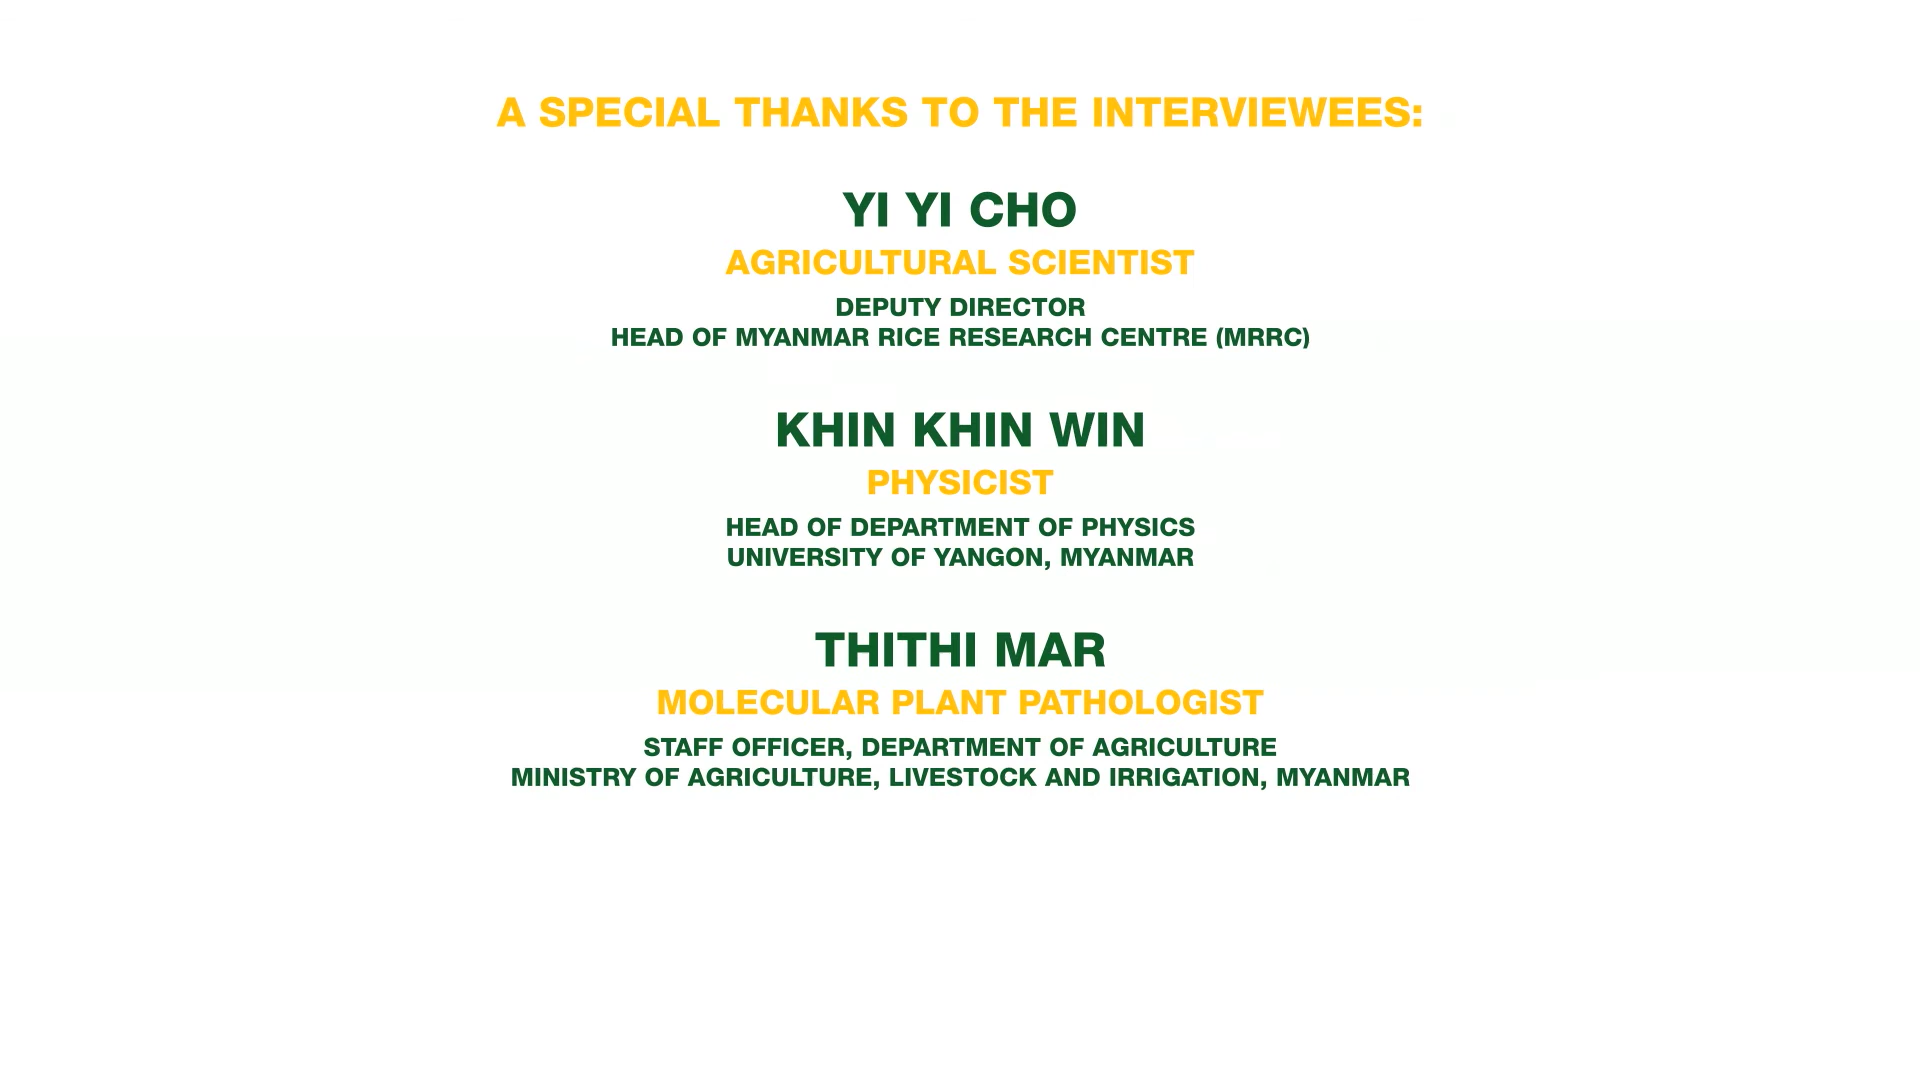 A SPECIAL THANKS TO THE INTERVIEWEES:
YI YI CHO
AGRICULTURAL SCIENTIST
DEPUTY DIRECTOR
HEAD OF MYANMAR RICE RESEARCH CENTRE (MRRC)
KHIN KHIN WIN
PHYSICIST
HEAD OF DEPARTMENT OF PHYSICS
UNIVERSITY OF YANGON, MYANMAR
THITHI MAR
MOLECULAR PLANT PATHOLOGIST
STAFF OFFICER, DEPARTMENT OF AGRICULTURE
MINISTRY OF AGRICULTURE, LIVESTOCK AND IRRIGATION, MYANMAR